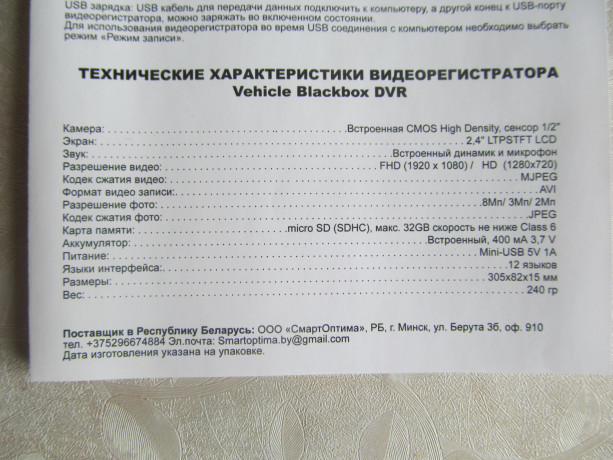 USB зарядка: USB кабель для передачи данных подключить к компьютеру, а другой конец к USB-порту
видеорегистратора, можно заряжать во включенном состоянии.
Для использования видеорегистратора во время USB соединения с компьютером необходимо выбрать
режим «Режим записи».
ТЕХНИЧЕСКИЕ ХАРАКТЕРИСТИКИ ВИДЕОРЕГИСТРАТОРА
Vehicle Blackbox DVR
Камера: Встроенная CMOS High Density, сенсор 1/2"
Экран: 2,4" LTPSTFT LCD
Звук: Встроенный динамик и микрофон
Разрешение видео: FHD (1920 x 1080) / HD (1280x720)
Кодек сжатия видео: MJPEG
Формат видео записи: AVI
Разрешение фото: 8Мп/ 3Мп/ 2Мп
Кодек сжатия фото: JPEG
Карта памяти: micro SD (SDHC), макс. 32GB скорость не ниже Class 6
Аккумулятор: Встроенный, 400 мА 3,7 V
Питание: Mini-USB 5V 1A
Языки интерфейса: 12 языков
Размеры: 305x82x15 мм
Вес: 240 гр
Поставщик в Республику Беларусь: ООО «СмартОптима», РБ, г. Минск, ул. Берута 3б, оф. 910
тел. +375296674884 Эл.почта: Smartoptima.by@gmail.com
Дата изготовления указана на упаковке.